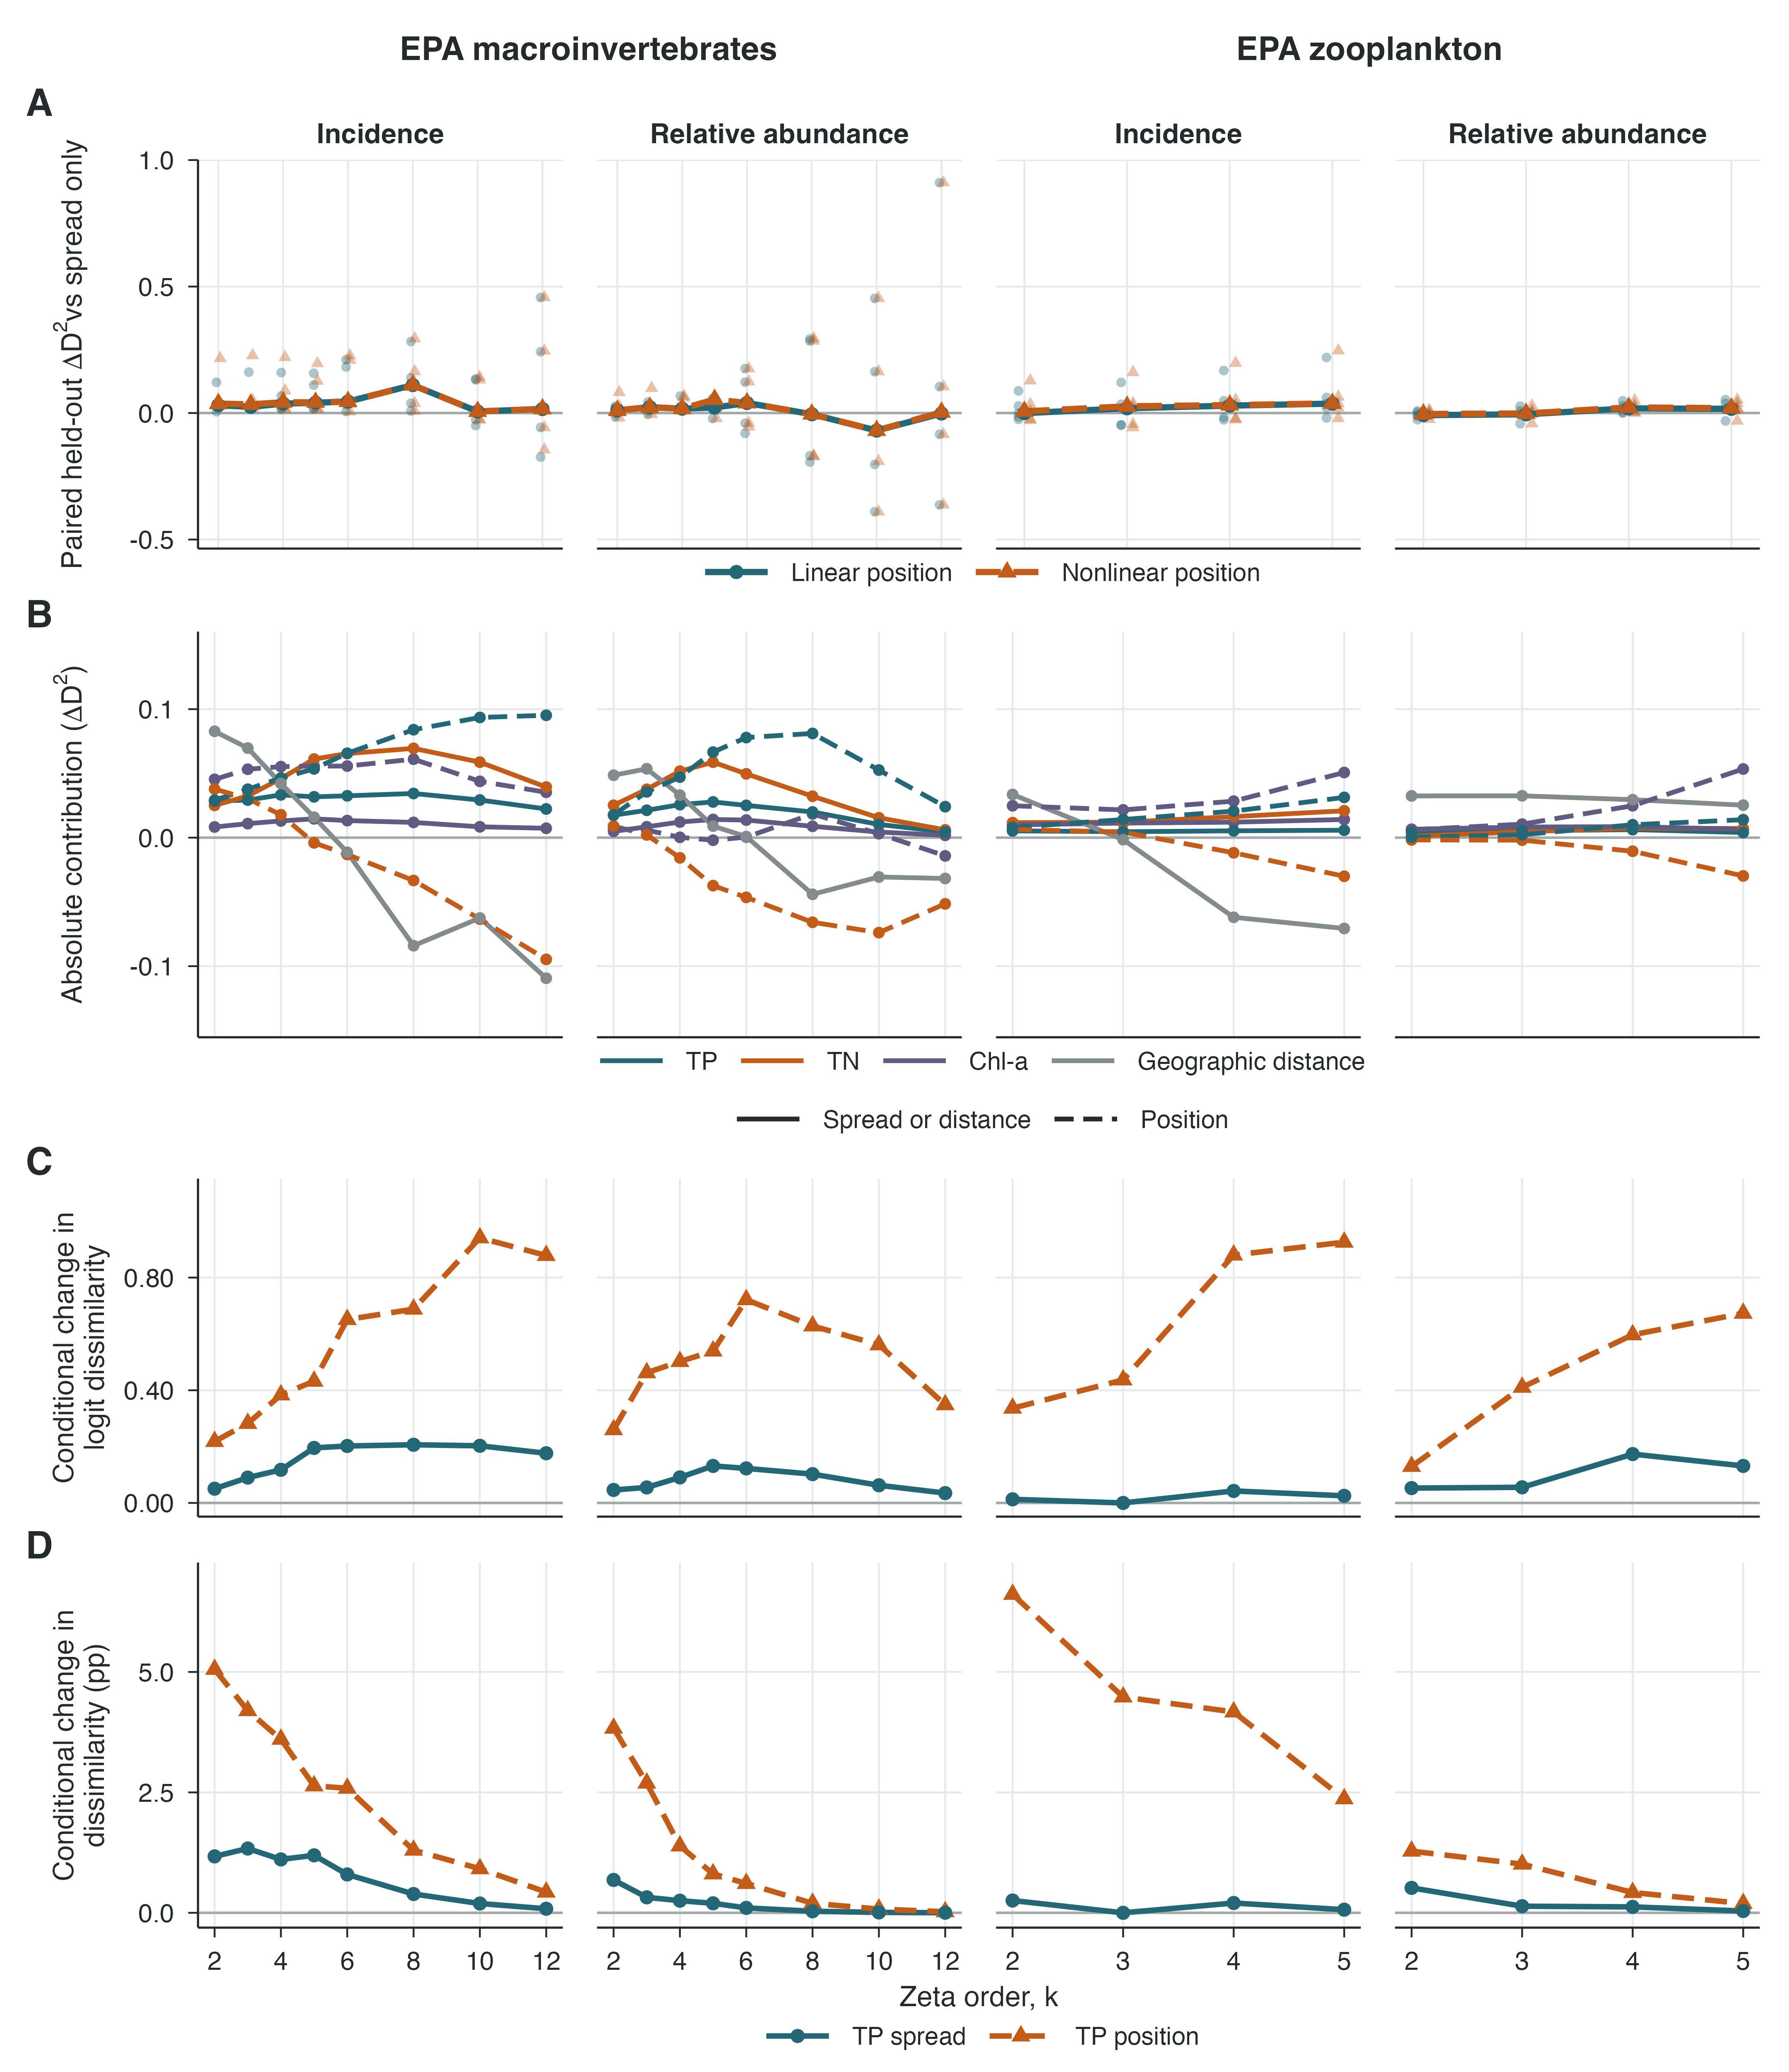 EPA macroinvertebrates EPA zooplankton
A
Incidence Relative abundance Incidence Relative abundance
Paired held-out ΔD²vs spread only
1.0
0.5
0.0
-0.5
Linear position Nonlinear position
B
Absolute contribution (ΔD²)
0.1
0.0
-0.1
TP TN Chl-a Geographic distance
Spread or distance Position
C
Conditional change in
logit dissimilarity
0.80
0.40
0.00
D
Conditional change in
dissimilarity (pp)
5.0
2.5
0.0
2 4 6 8 10 12 2 4 6 8 10 12 2 3 4 5 2 3 4 5
Zeta order, k
TP spread TP position